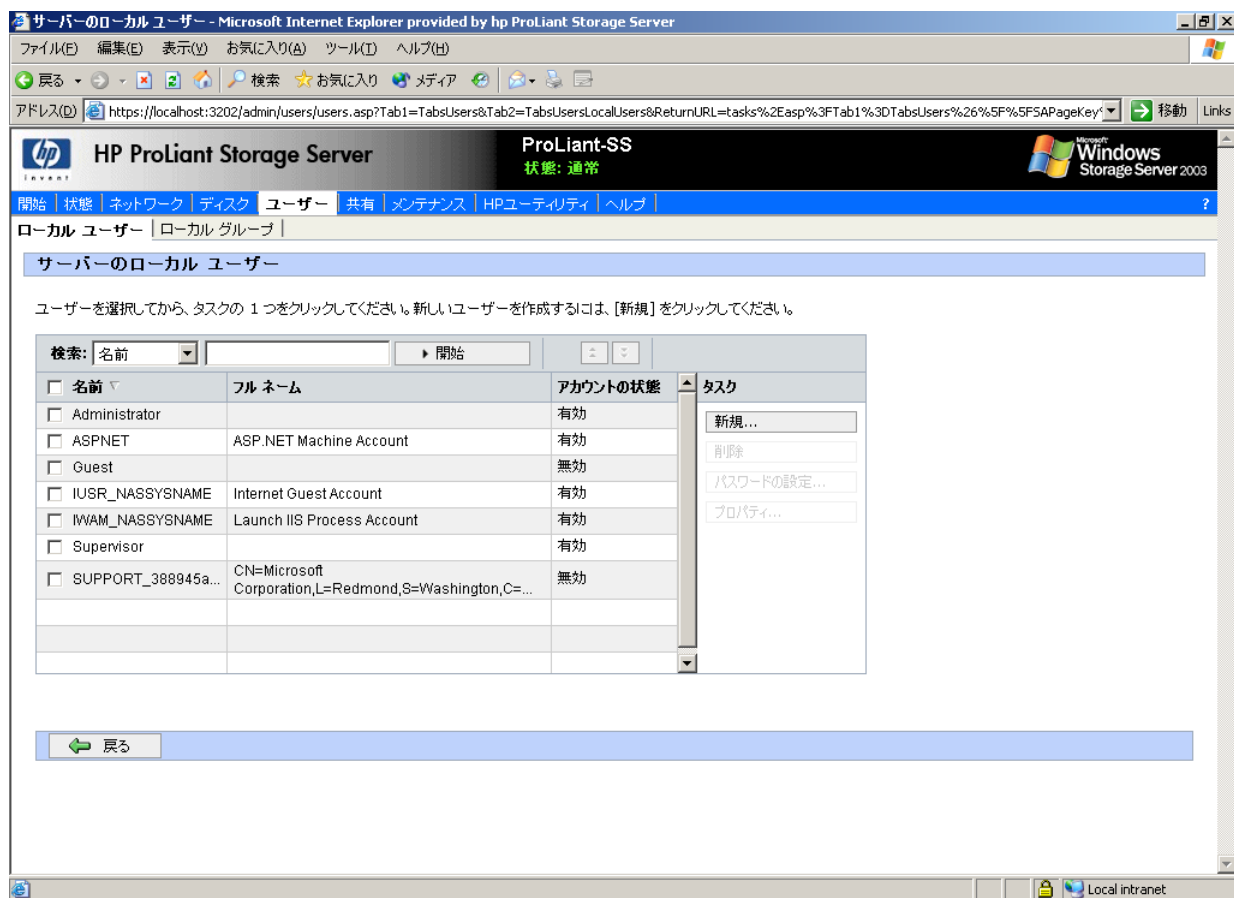 サーバーのローカル ユーザー - Microsoft Internet Explorer provided by hp ProLiant Storage Server
ファイル(F) 編集(E) 表示(V) お気に入り(A) ツール(T) ヘルプ(H)
戻る 検索 お気に入り メディア
アドレス(D) https://localhost:3202/admin/users/users.asp?Tab1=TabsUsers&Tab2=TabsUsersLocalUsers&ReturnURL=tasks%2Easp%3FTab1%3DTabsUsers%26%5F%5FSAPageKey 移動 Links
hp invent HP ProLiant Storage Server
ProLiant-SS
状態: 通常
Microsoft Windows Storage Server 2003
開始 状態 ネットワーク ディスク ユーザー 共有 メンテナンス HPユーティリティ ヘルプ ?
ローカル ユーザー ローカル グループ
サーバーのローカル ユーザー
ユーザーを選択してから、タスクの 1 つをクリックしてください。新しいユーザーを作成するには、[新規] をクリックしてください。
検索: 名前 開始
名前 フル ネーム アカウントの状態 タスク
Administrator 有効
ASPNET ASP.NET Machine Account 有効
Guest 無効
IUSR_NASSYSNAME Internet Guest Account 有効
IWAM_NASSYSNAME Launch IIS Process Account 有効
Supervisor 有効
SUPPORT_388945a... CN=Microsoft Corporation,L=Redmond,S=Washington,C=... 無効
新規...
削除
パスワードの設定...
プロパティ...
戻る
Local intranet